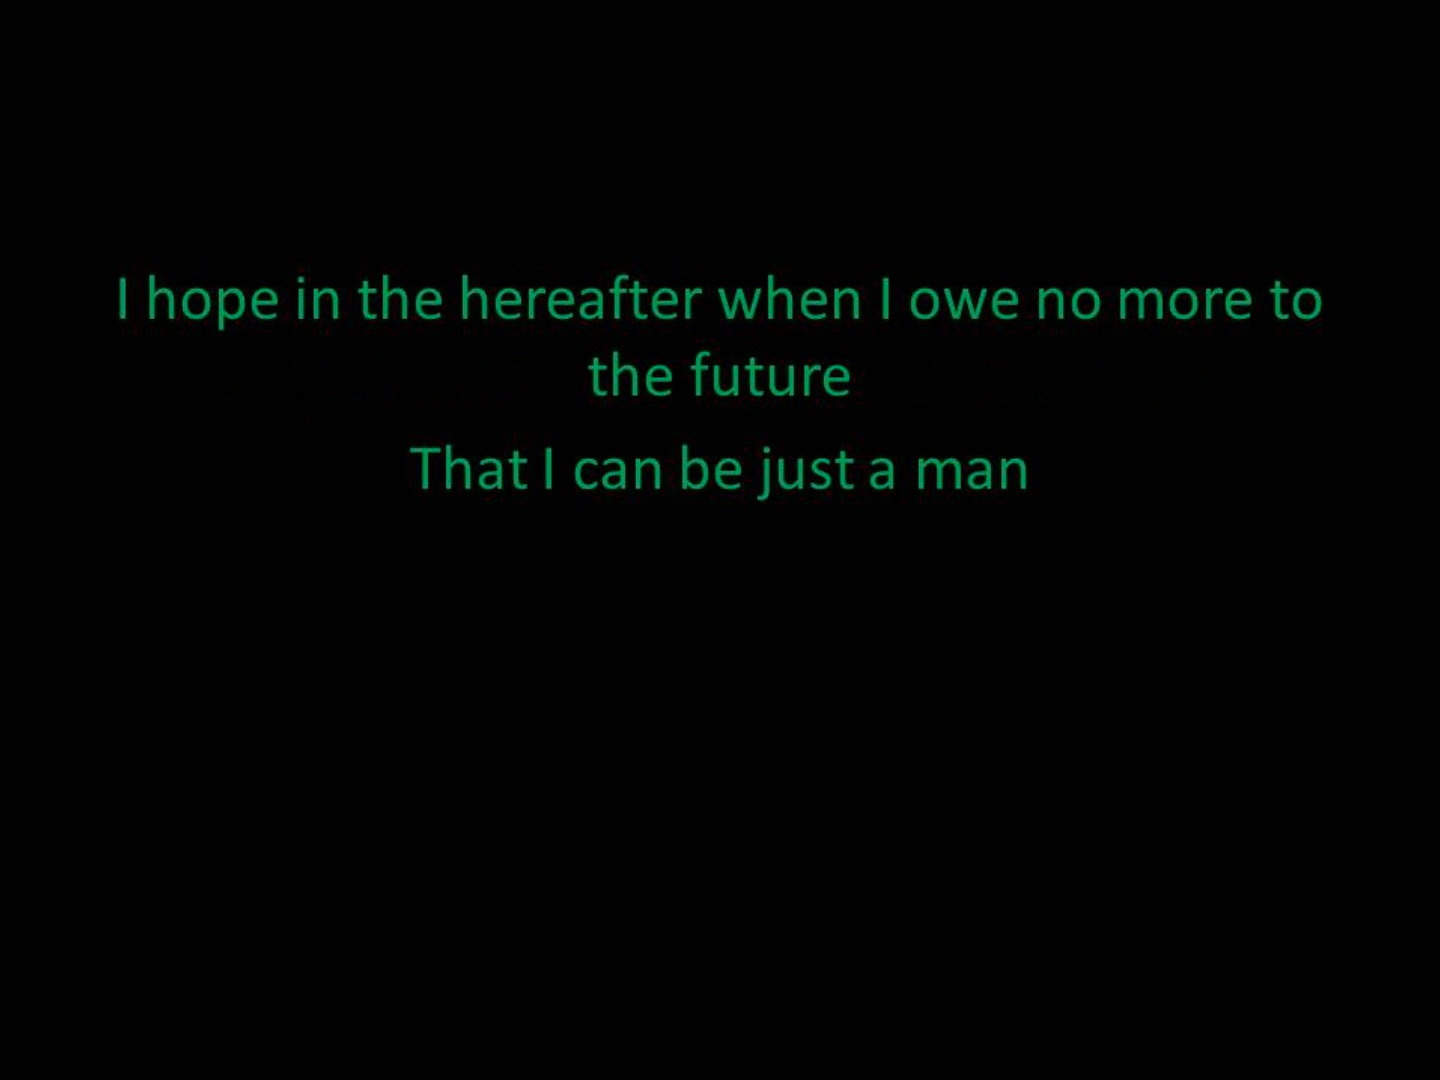 I hope in the hereafter when I owe no more to
the future
That I can be just a man